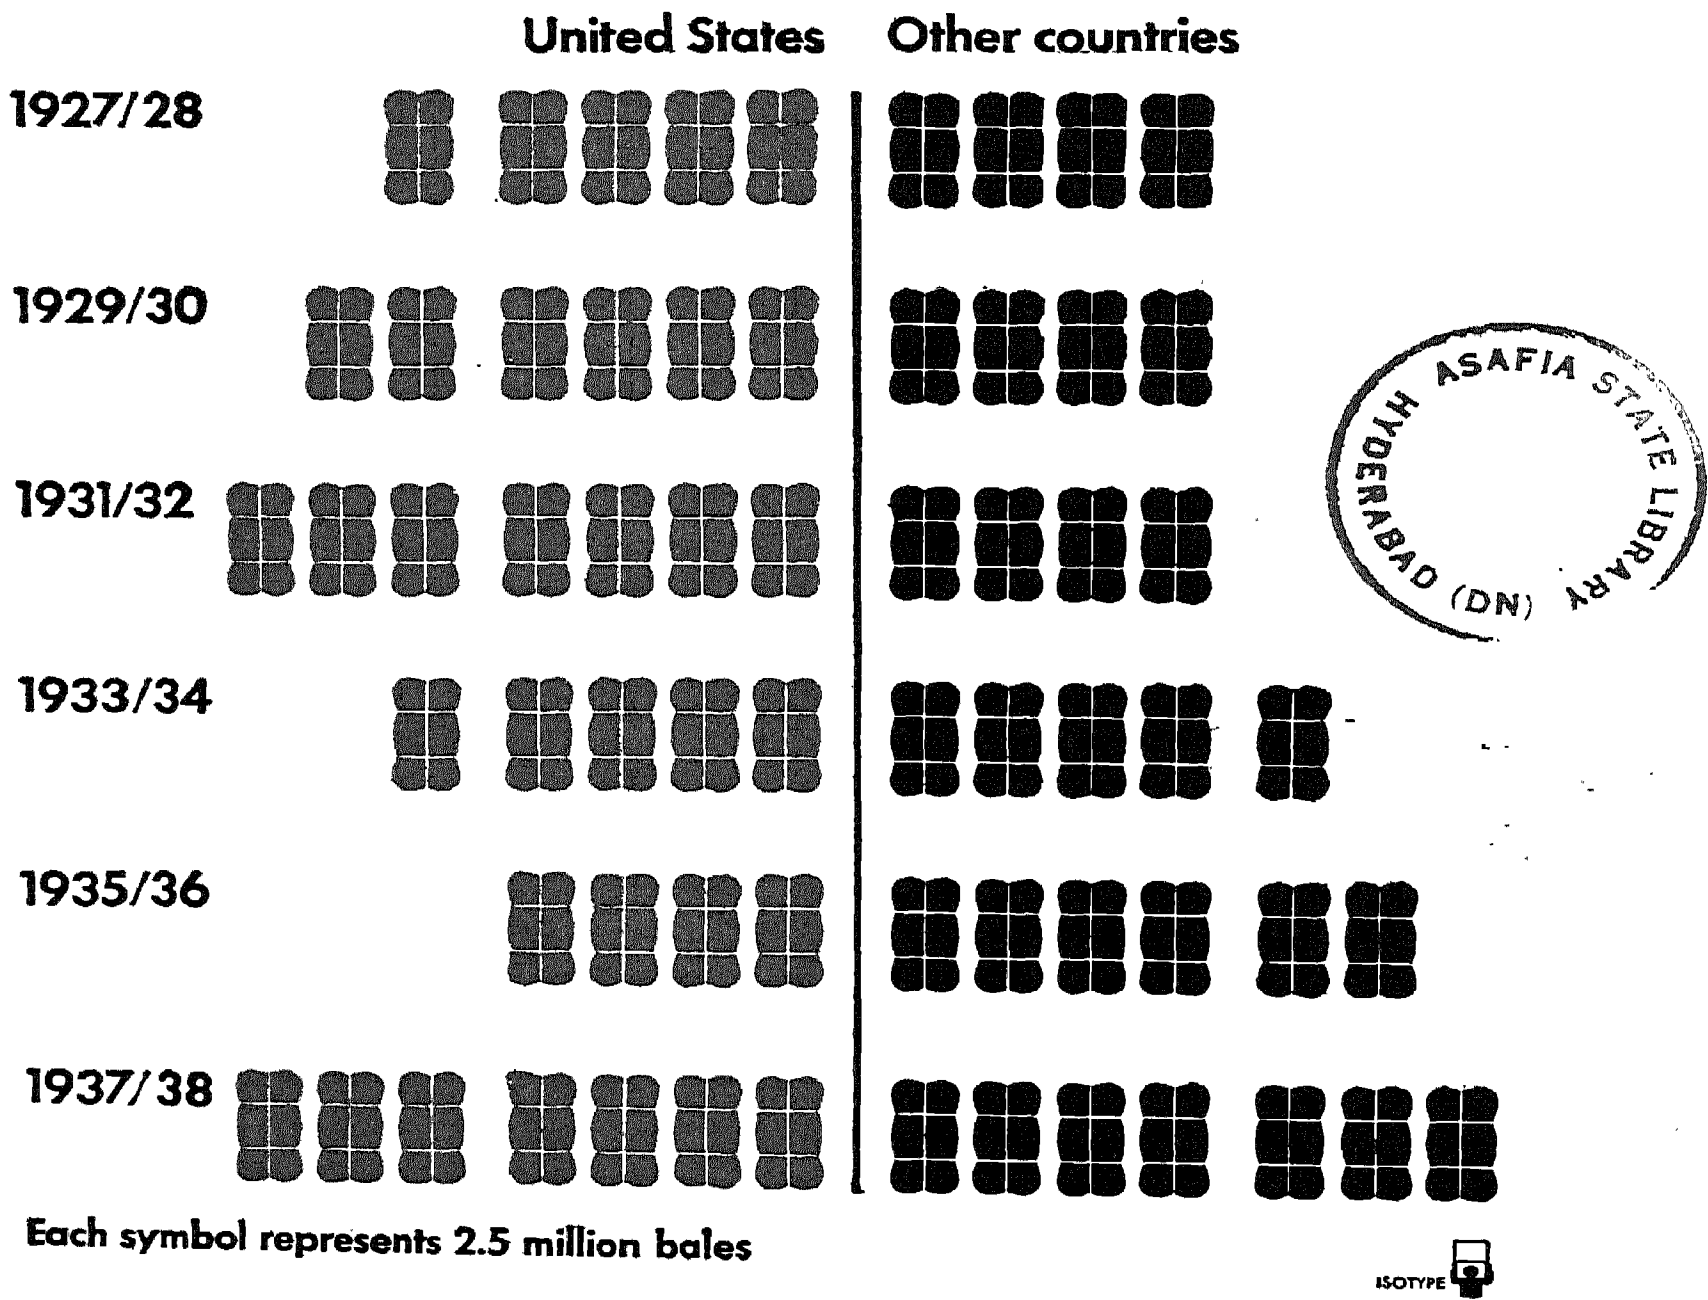 United States Other countries
1927/28
1929/30
1931/32
1933/34
1935/36
1937/38
Each symbol represents 2.5 million bales
ISOTYPE
ASAFIA STATE LIBRARY
HYDERABAD (DN)